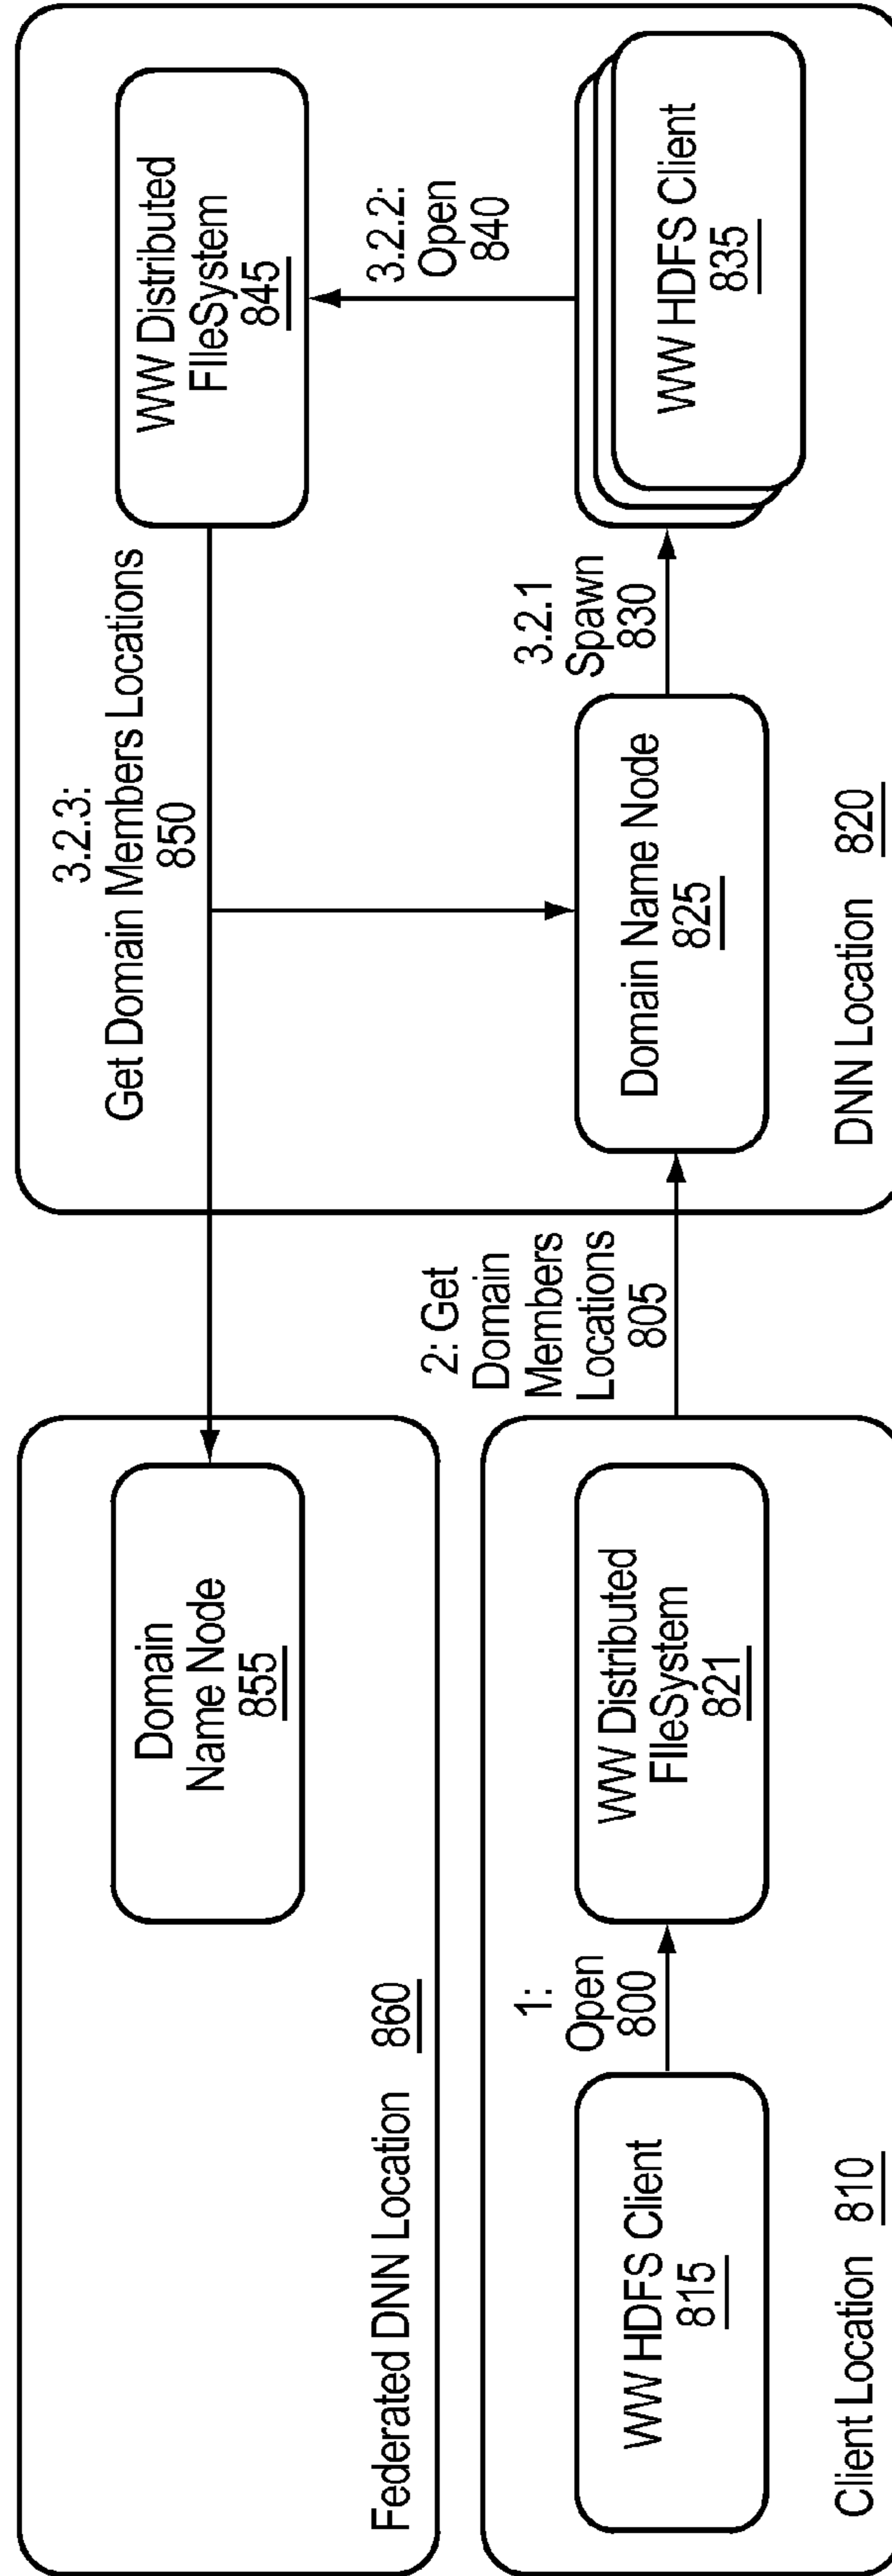 Domain
Name Node
855
Federated DNN Location 860
3.2.3:
Get Domain Members Locations
850
WW Distributed
FIleSystem
845
3.2.2:
Open
840
WW HDFS Client
815
1:
Open
800
WW Distributed
FIleSystem
821
Client Location 810
2: Get
Domain
Members
Locations
805
Domain Name Node
825
3.2.1
Spawn
830
WW HDFS Client
835
DNN Location 820